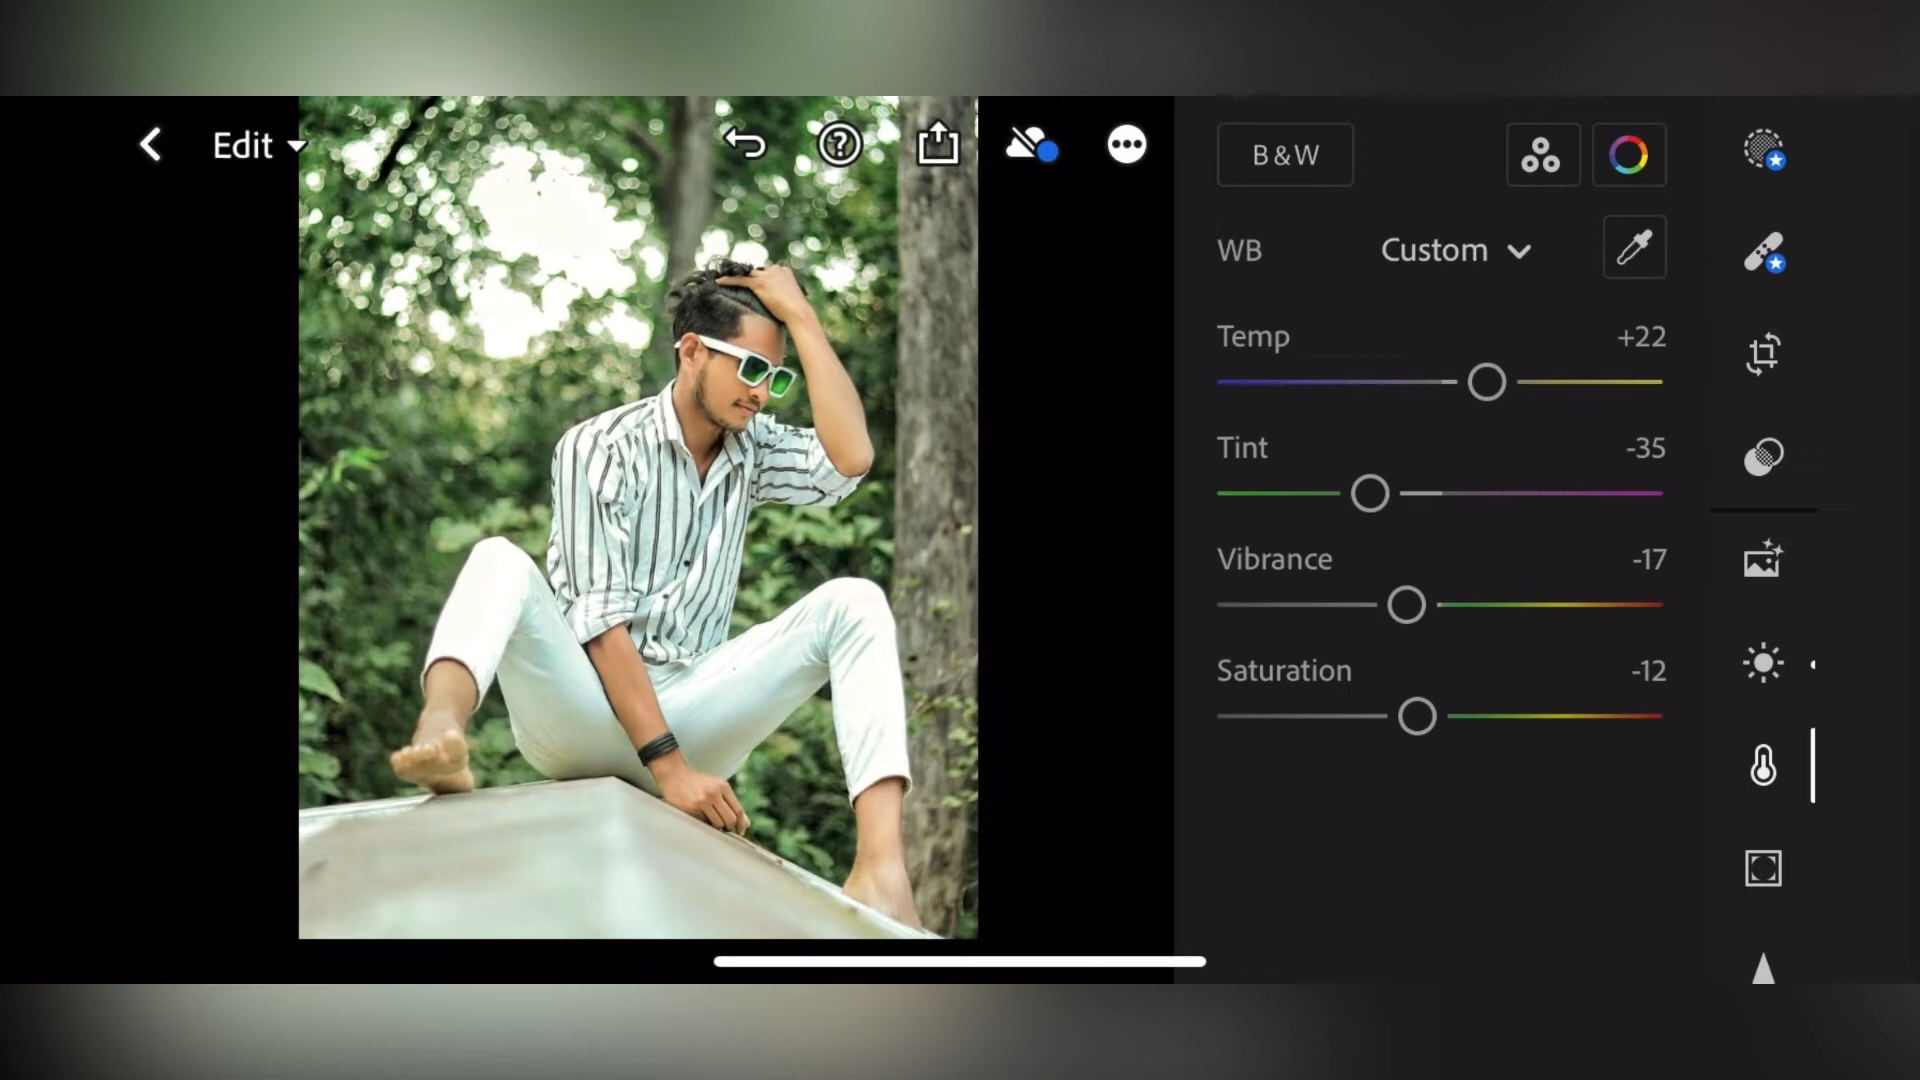 Edit
B&W
WB Custom
Temp +22
Tint -35
Vibrance -17
Saturation -12